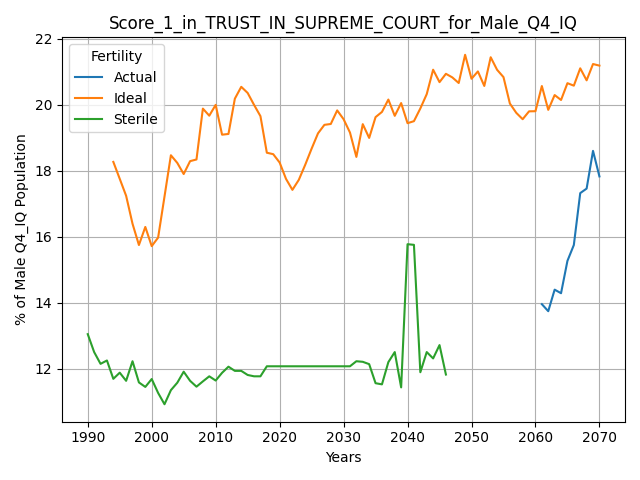 Score_1_in_TRUST_IN_SUPREME_COURT_for_Male_Q4_IQ
Fertility
Actual
Ideal
Sterile
% of Male Q4_IQ Population
22
20
18
16
14
12
1990 2000 2010 2020 2030 2040 2050 2060 2070
Years